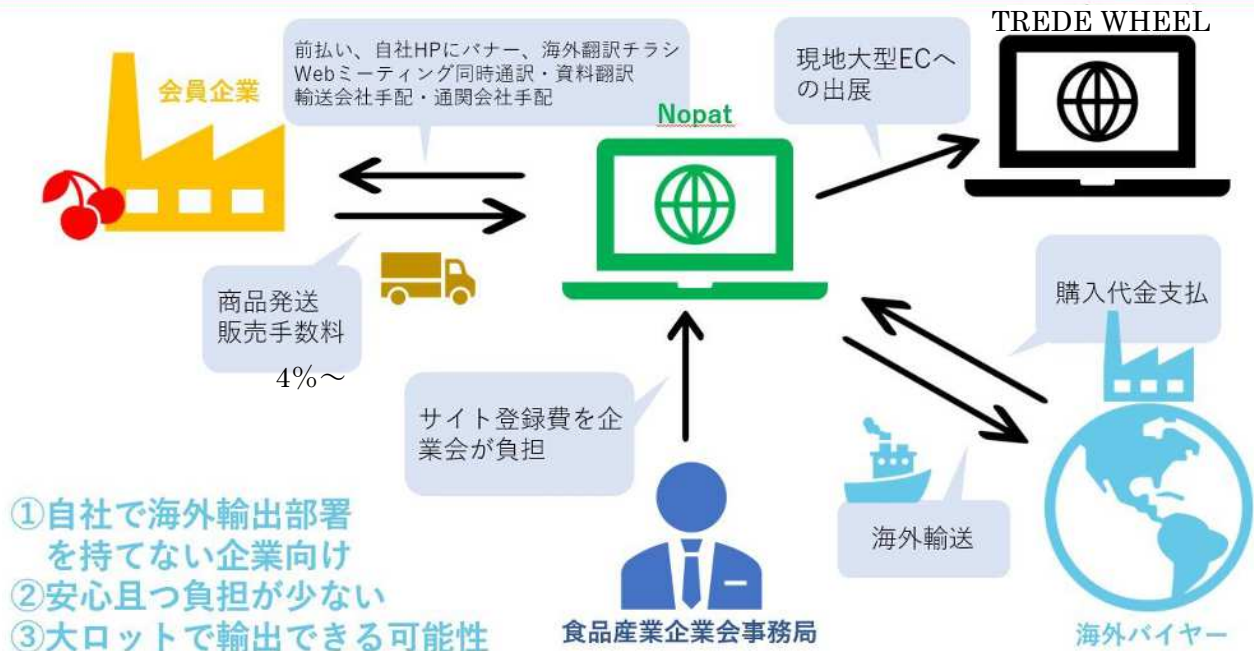 TREDE WHEEL
前払い、自社HPにバナー、海外翻訳チラシ
Webミーティング同時通訳・資料翻訳
輸送会社手配・通関会社手配
現地大型ECへ
の出展
会員企業
Nopat
商品発送
販売手数料
4%～
購入代金支払
サイト登録費を企
業会が負担
海外輸送
①自社で海外輸出部署
を持てない企業向け
②安心且つ負担が少ない
③大ロットで輸出できる可能性
食品産業企業会事務局
海外バイヤー